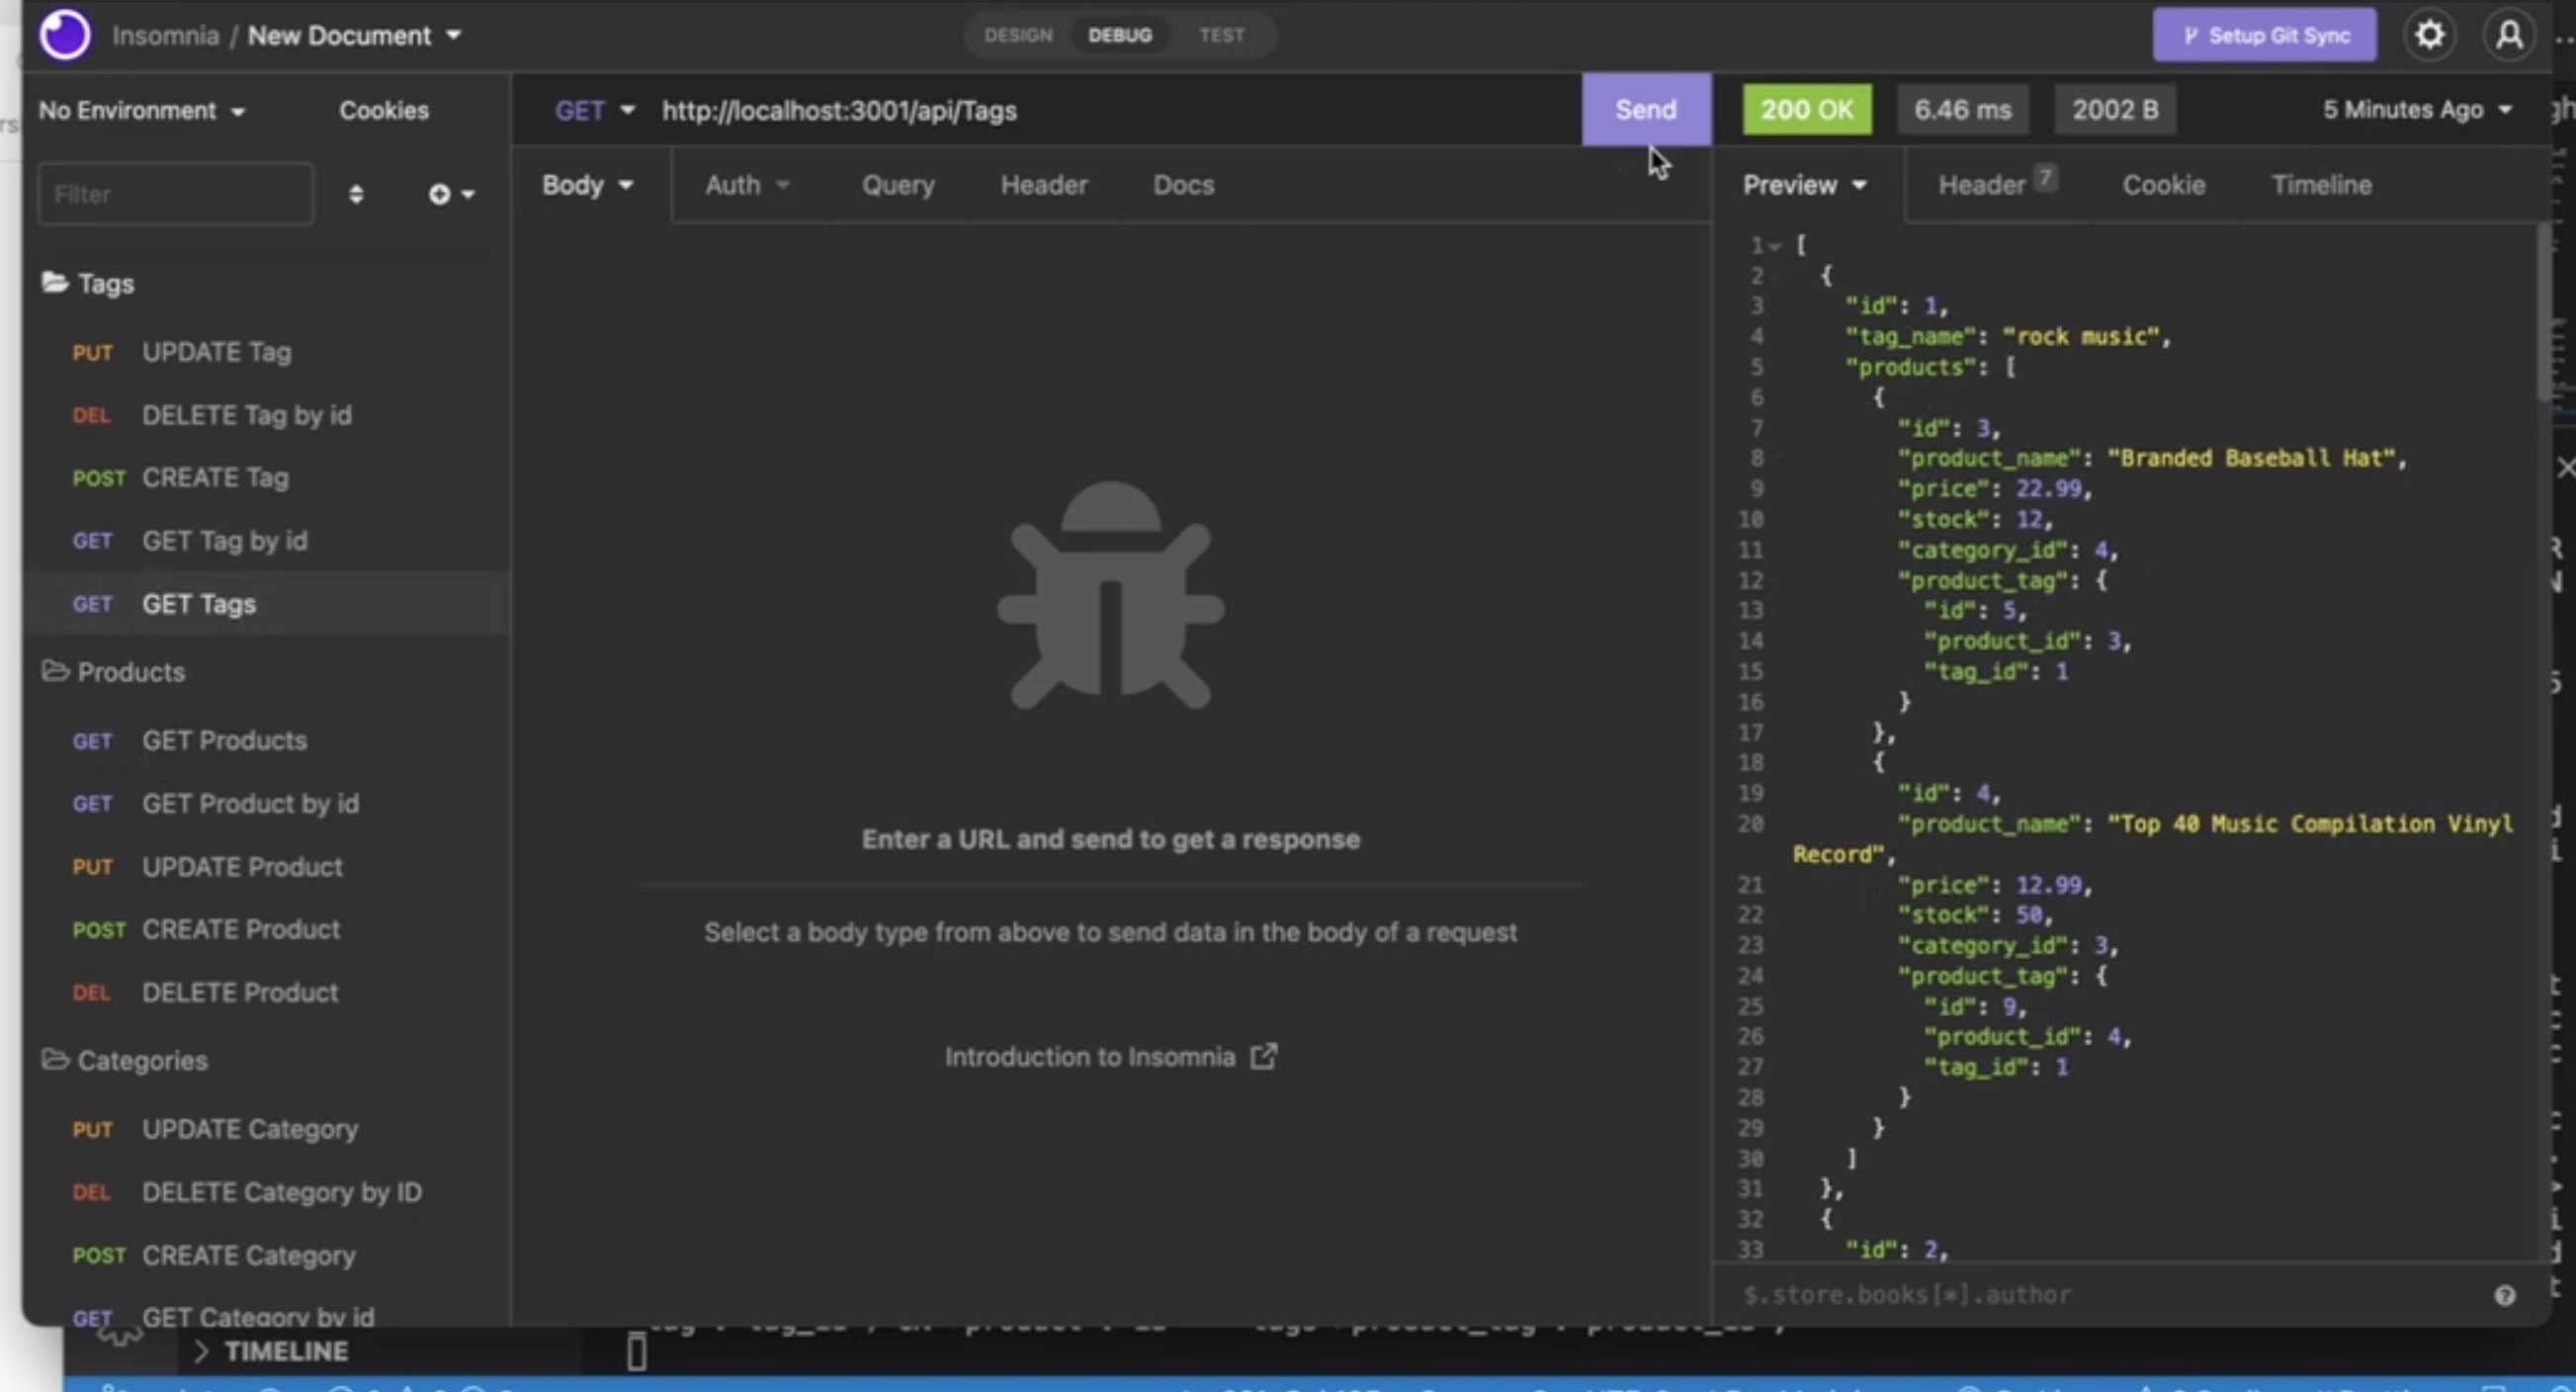 Insomnia / New Document
DESIGN DEBUG TEST
Setup Git Sync
No Environment Cookies
GET http://localhost:3001/api/Tags Send
200 OK 6.46 ms 2002 B 5 Minutes Ago
Filter
Body Auth Query Header Docs
Preview Header 7 Cookie Timeline
Tags
PUT UPDATE Tag
DEL DELETE Tag by id
POST CREATE Tag
GET GET Tag by id
GET GET Tags
Products
GET GET Products
GET GET Product by id
PUT UPDATE Product
POST CREATE Product
DEL DELETE Product
Categories
PUT UPDATE Category
DEL DELETE Category by ID
POST CREATE Category
GET GET Category by id
Enter a URL and send to get a response
Select a body type from above to send data in the body of a request
Introduction to Insomnia
1 [
2 {
3 "id": 1,
4 "tag_name": "rock music",
5 "products": [
6 {
7 "id": 3,
8 "product_name": "Branded Baseball Hat",
9 "price": 22.99,
10 "stock": 12,
11 "category_id": 4,
12 "product_tag": {
13 "id": 5,
14 "product_id": 3,
15 "tag_id": 1
16 }
17 },
18 {
19 "id": 4,
20 "product_name": "Top 40 Music Compilation Vinyl
Record",
21 "price": 12.99,
22 "stock": 50,
23 "category_id": 3,
24 "product_tag": {
25 "id": 9,
26 "product_id": 4,
27 "tag_id": 1
28 }
29 }
30 ]
31 },
32 {
33 "id": 2,
$.store.books[*].author
TIMELINE